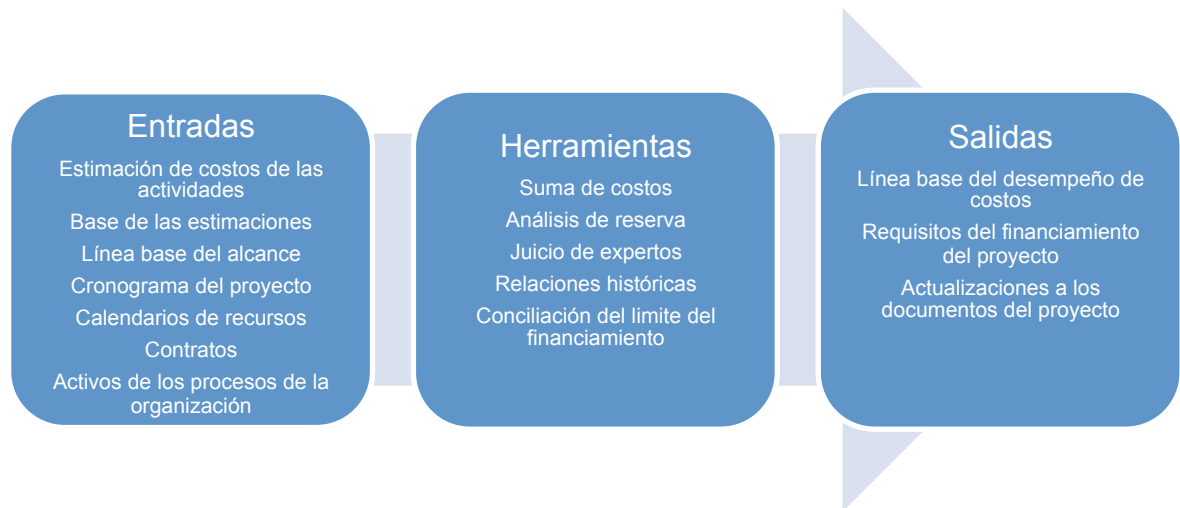 Entradas
Estimación de costos de las
actividades
Base de las estimaciones
Línea base del alcance
Cronograma del proyecto
Calendarios de recursos
Contratos
Activos de los procesos de la
organización
Herramientas
Suma de costos
Análisis de reserva
Juicio de expertos
Relaciones históricas
Conciliación del limite del
financiamiento
Salidas
Línea base del desempeño de
costos
Requisitos del financiamiento
del proyecto
Actualizaciones a los
documentos del proyecto